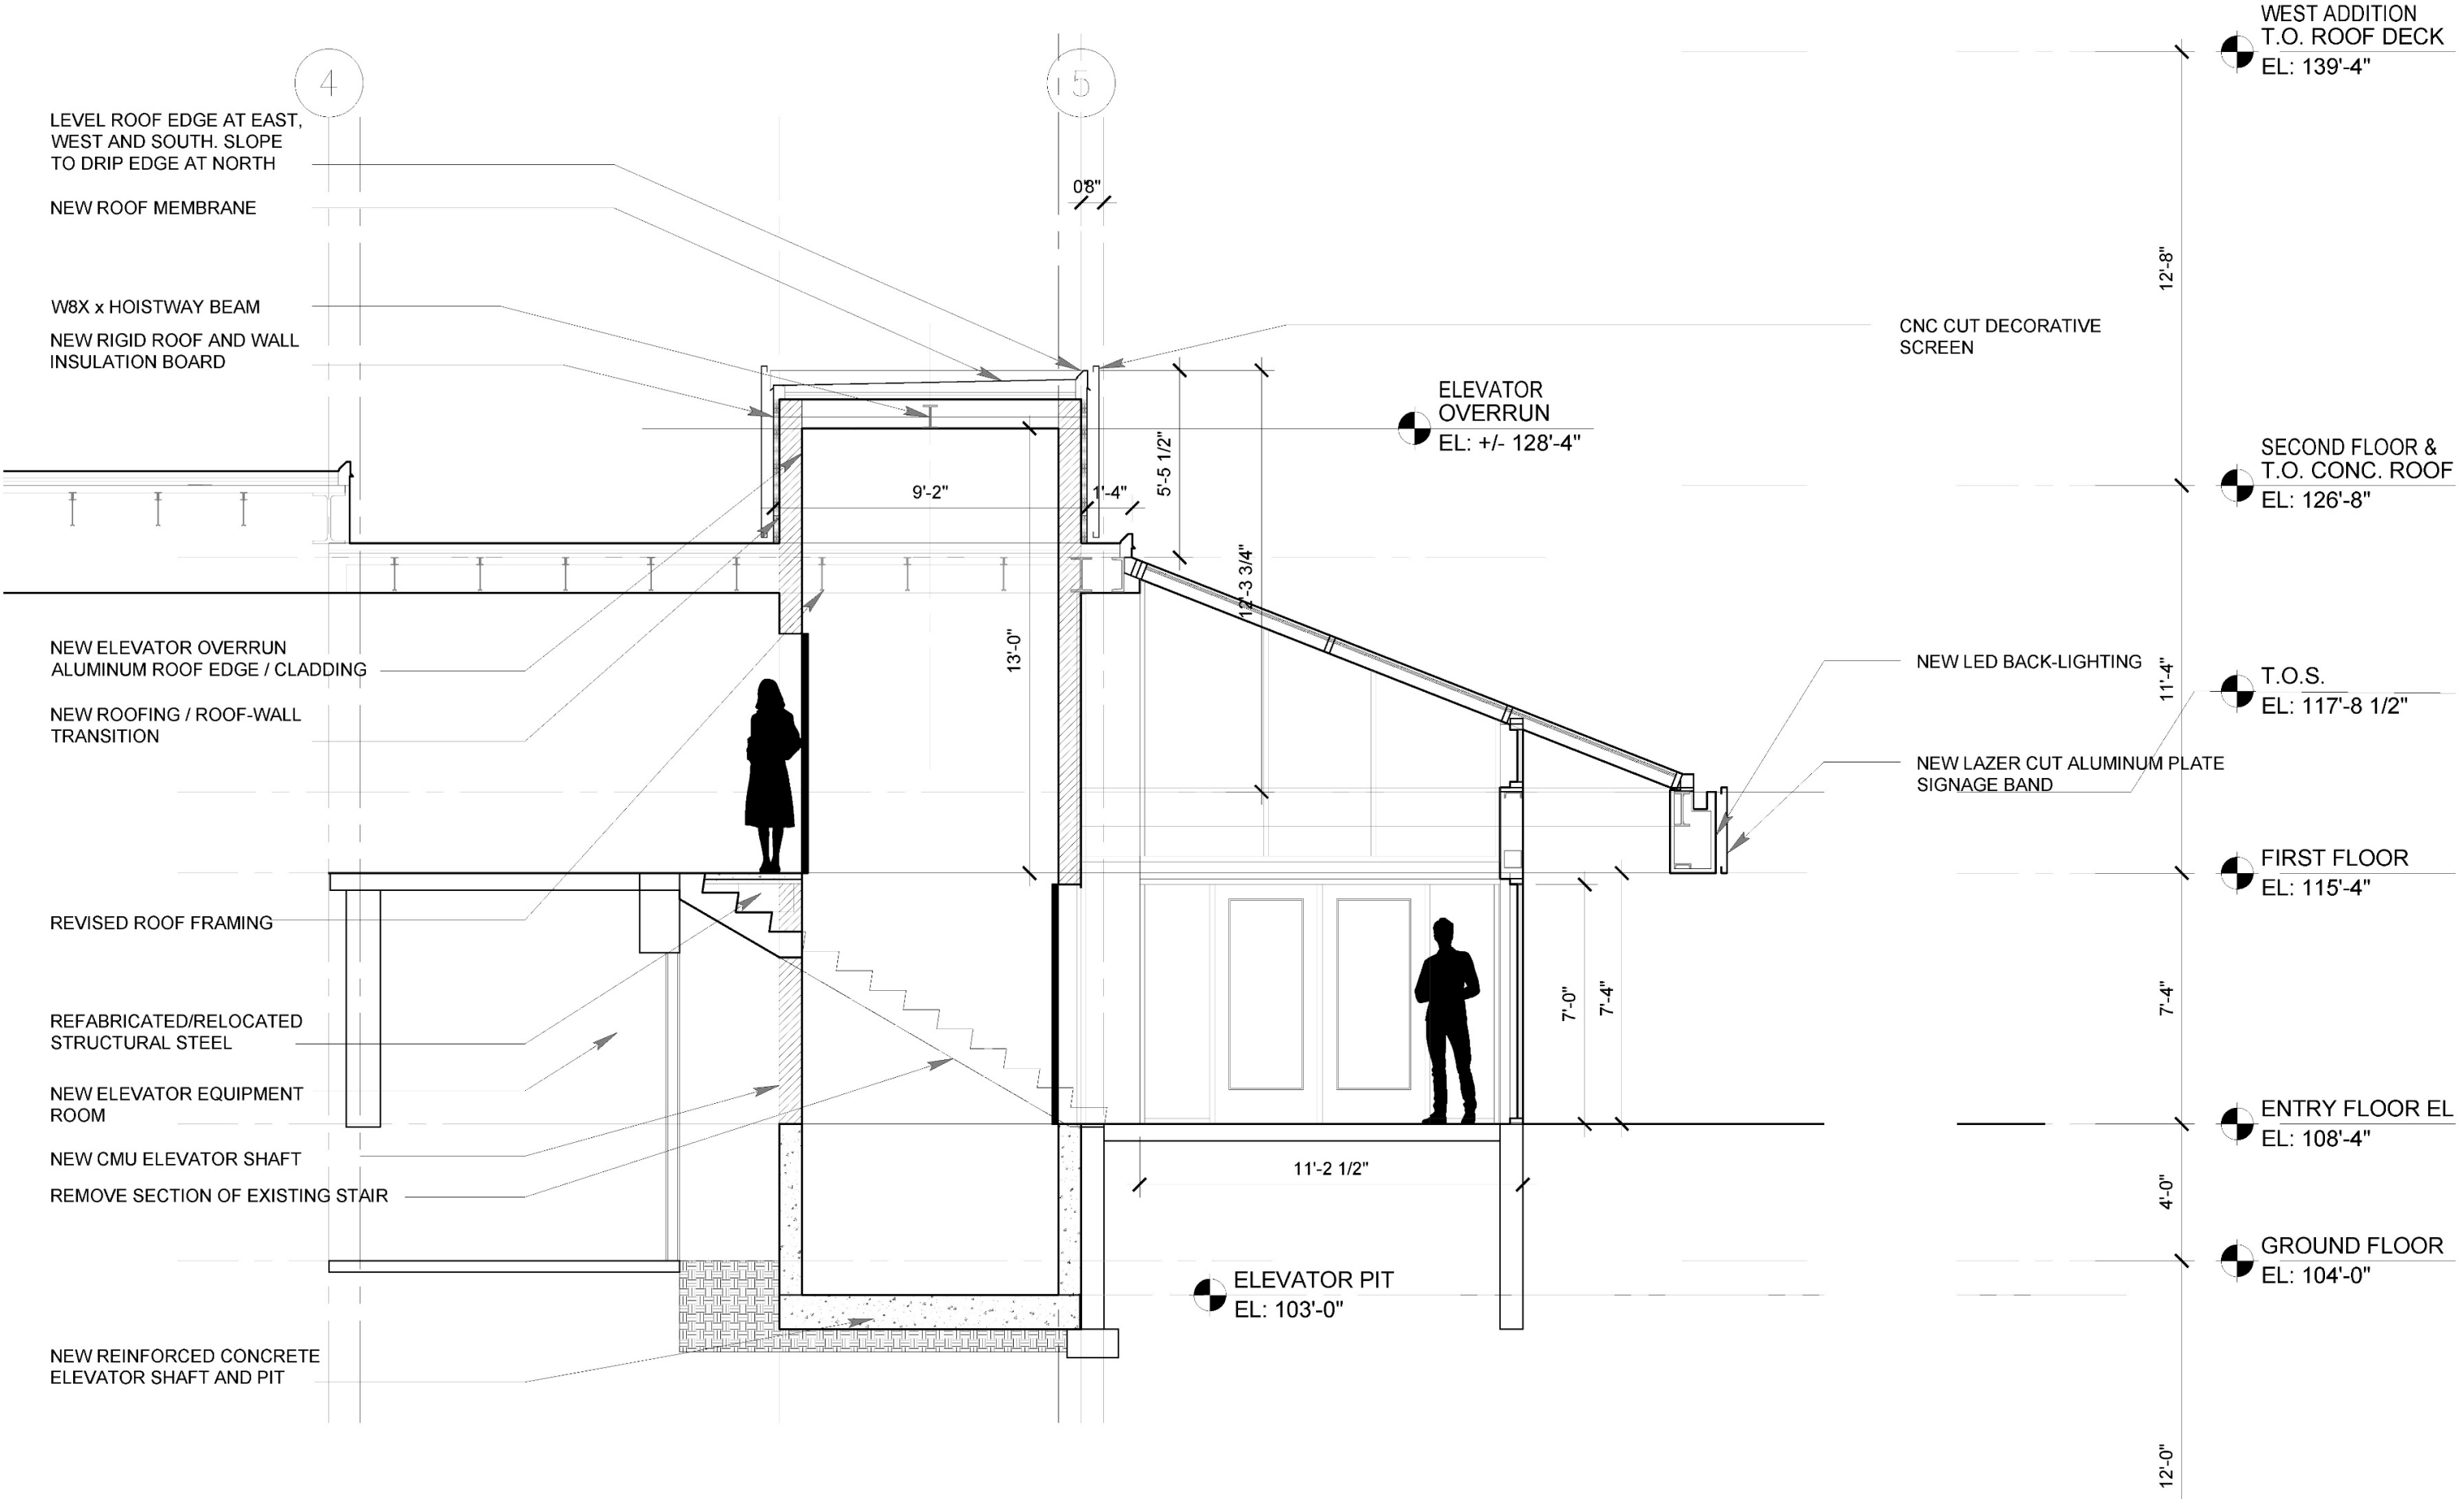 WEST ADDITION
T.O. ROOF DECK
EL: 139'-4"
4
5
LEVEL ROOF EDGE AT EAST,
WEST AND SOUTH. SLOPE
TO DRIP EDGE AT NORTH
0'8"
NEW ROOF MEMBRANE
12'-8"
W8X x HOISTWAY BEAM
NEW RIGID ROOF AND WALL
INSULATION BOARD
CNC CUT DECORATIVE
SCREEN
ELEVATOR
OVERRUN
EL: +/- 128'-4"
SECOND FLOOR &
T.O. CONC. ROOF
EL: 126'-8"
9'-2"
1'-4"
5'-5 1/2"
12'-3 3/4"
13'-0"
NEW ELEVATOR OVERRUN
ALUMINUM ROOF EDGE / CLADDING
NEW ROOFING / ROOF-WALL
TRANSITION
NEW LED BACK-LIGHTING
11'-4"
T.O.S.
EL: 117'-8 1/2"
NEW LAZER CUT ALUMINUM PLATE
SIGNAGE BAND
FIRST FLOOR
EL: 115'-4"
REVISED ROOF FRAMING
7'-0"
7'-4"
7'-4"
REFABRICATED/RELOCATED
STRUCTURAL STEEL
NEW ELEVATOR EQUIPMENT
ROOM
ENTRY FLOOR EL
EL: 108'-4"
NEW CMU ELEVATOR SHAFT
REMOVE SECTION OF EXISTING STAIR
11'-2 1/2"
4'-0"
GROUND FLOOR
EL: 104'-0"
ELEVATOR PIT
EL: 103'-0"
NEW REINFORCED CONCRETE
ELEVATOR SHAFT AND PIT
12'-0"